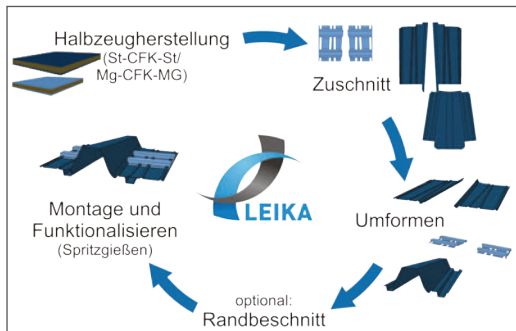 Halbzeugherstellung
(St-CFK-St/
Mg-CFK-MG)
Zuschnitt
Umformen
optional:
Randbeschnitt
Montage und
Funktionalisieren
(Spritzgießen)
LEIKA